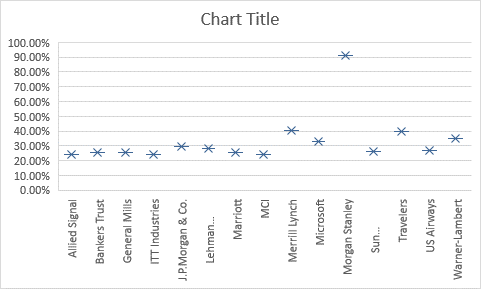 Chart Title
100.00%
90.00%
80.00%
70.00%
60.00%
50.00%
40.00%
30.00%
20.00%
10.00%
0.00%
Allied Signal
Bankers Trust
General Mills
ITT Industries
J.P.Morgan & Co.
Lehman...
Marriott
MCI
Merrill Lynch
Microsoft
Morgan Stanley
Sun...
Travelers
US Airways
Warner-Lambert